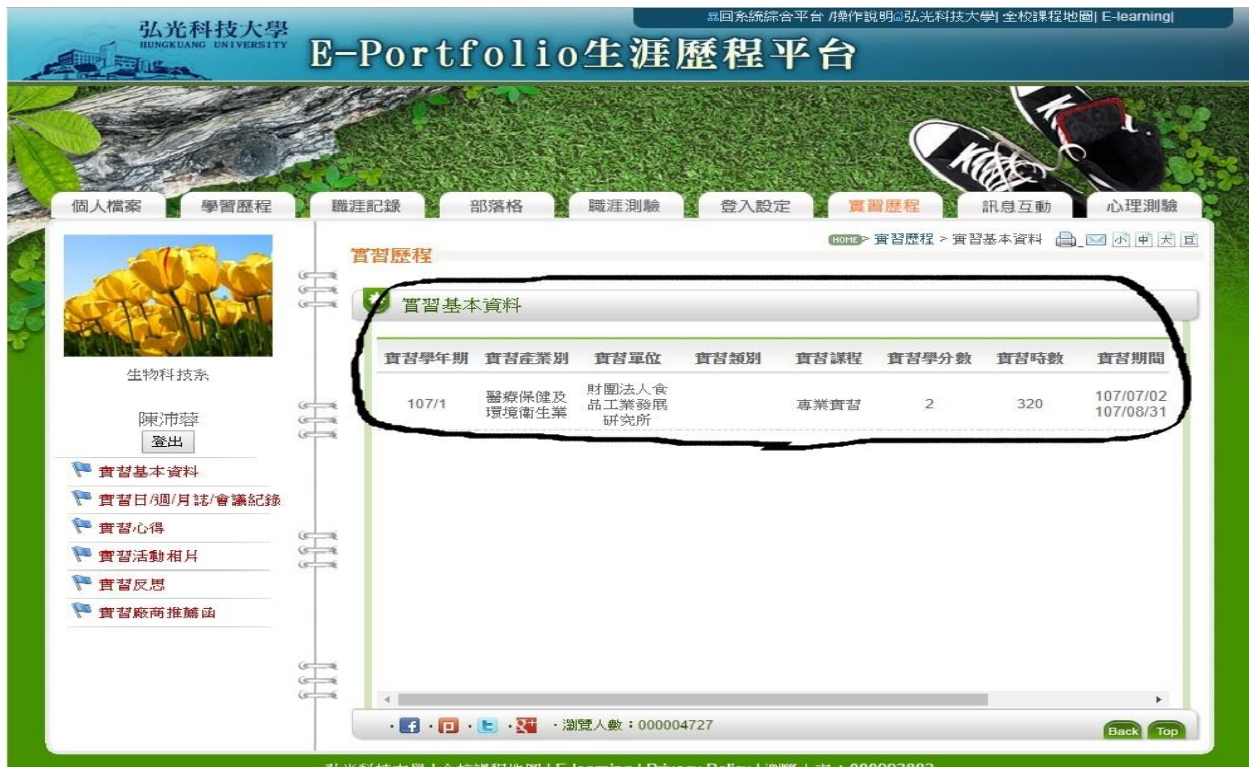 回系統綜合平台 /操作說明 弘光科技大學| 全校課程地圖| E-learning|
弘光科技大學
HUNGKUANG UNIVERSITY
E-Portfolio生涯歷程平台
個人檔案 學習歷程 職涯記錄 部落格 職涯測驗 登入設定 實習歷程 訊息互動 心理測驗
HOME> 實習歷程 > 實習基本資料 小 中 大 巨
實習歷程
實習基本資料
實習學年期 實習產業別 實習單位 實習類別 實習課程 實習學分數 實習時數 實習期間
107/1 醫療保健及環境衛生業 財團法人食品工業發展研究所 專業實習 2 320 107/07/02 107/08/31
生物科技系
陳沛蓉
登出
實習基本資料
實習日/週/月誌/會議紀錄
實習心得
實習活動相片
實習反思
實習廠商推薦函
‧瀏覽人數：000004727
Back Top